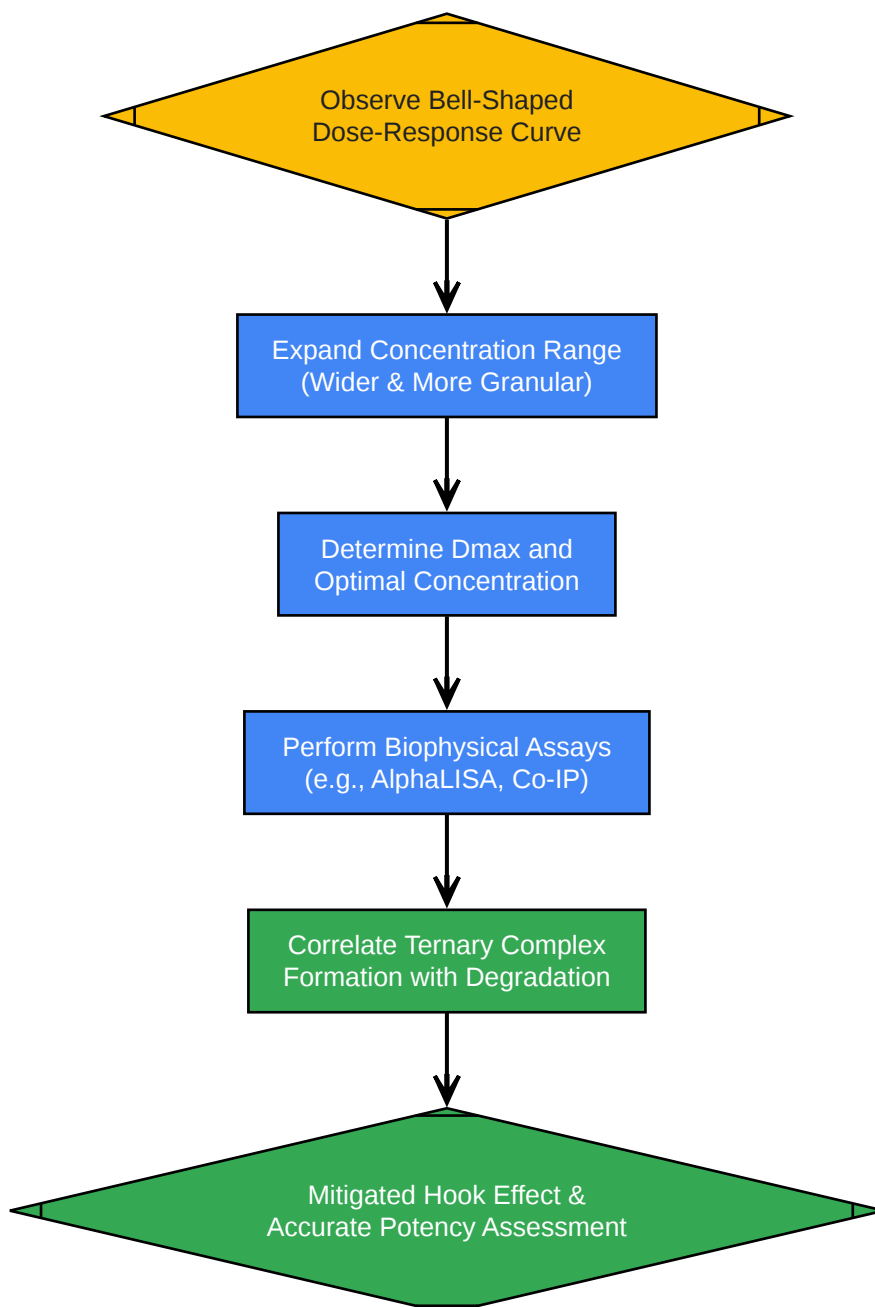 Observe Bell-Shaped
Dose-Response Curve
Expand Concentration Range
(Wider & More Granular)
Determine Dmax and
Optimal Concentration
Perform Biophysical Assays
(e.g., AlphaLISA, Co-IP)
Correlate Ternary Complex
Formation with Degradation
Mitigated Hook Effect &
Accurate Potency Assessment